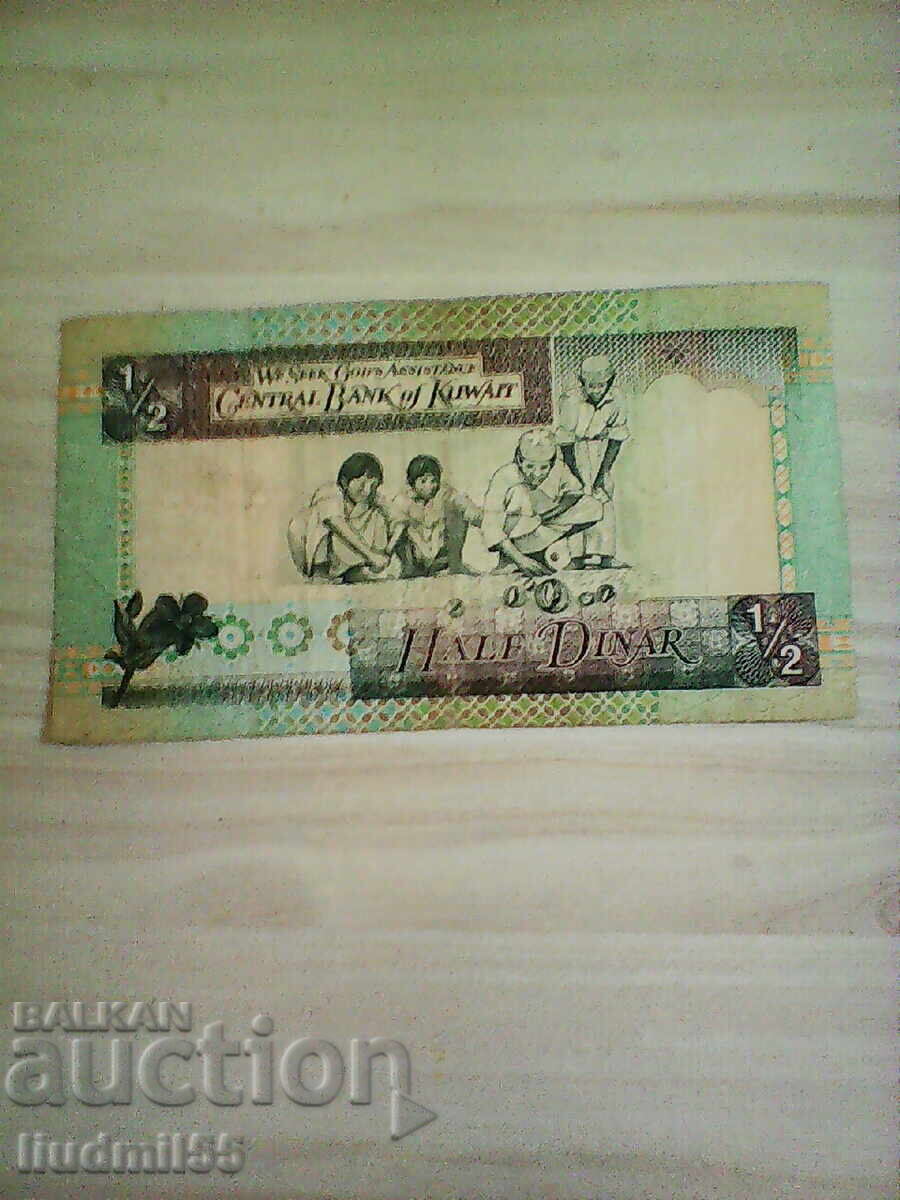 1/2
WE SEEK GOD'S ASSISTANCE
CENTRAL BANK of KUWAIT
HALF DINAR
1/2
BALKAN
auction
liudmil55